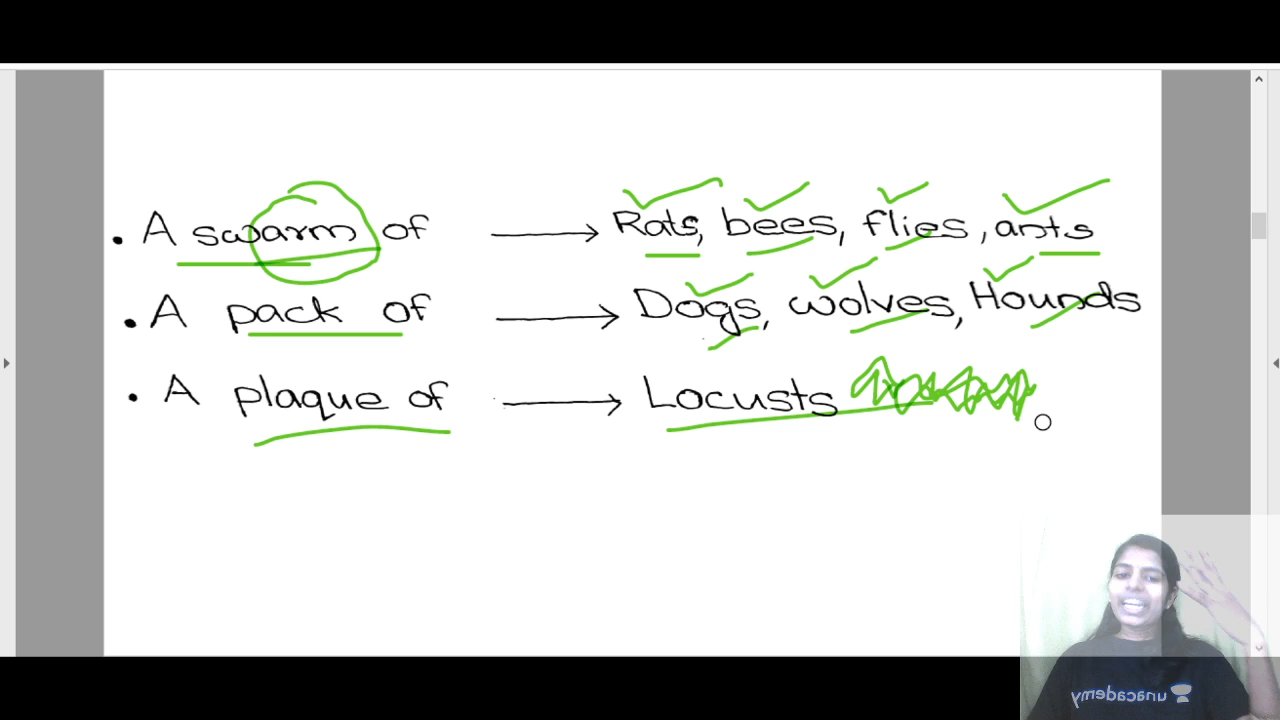 . A swarm of → Rats, bees, flies, ants
. A pack of → Dogs, wolves, Hounds
. A plaque of → Locusts
unacademy